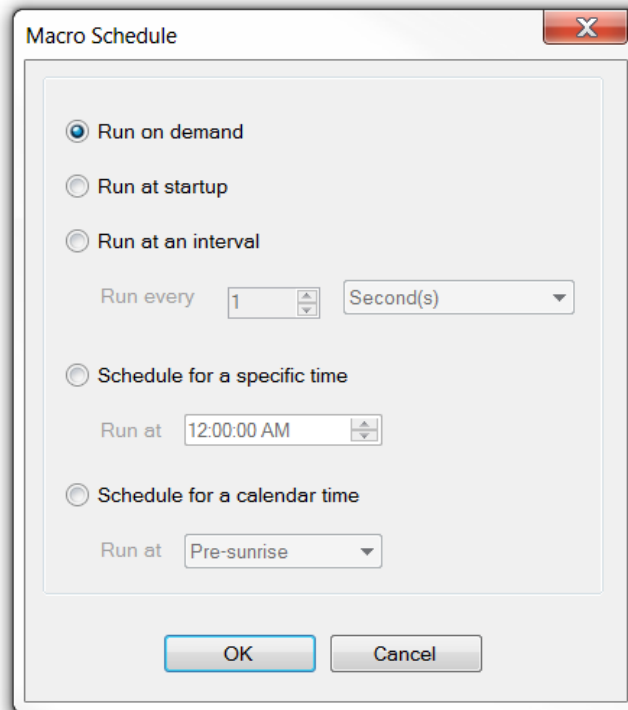 Macro Schedule
Run on demand
Run at startup
Run at an interval
Run every 1 Second(s)
Schedule for a specific time
Run at 12:00:00 AM
Schedule for a calendar time
Run at Pre-sunrise
OK Cancel